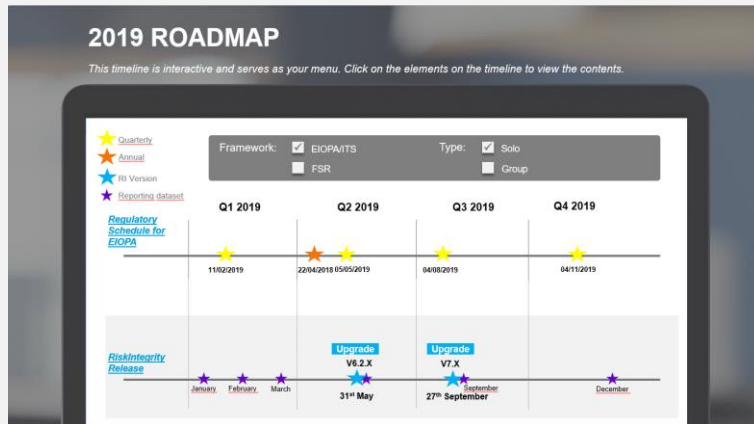 2019 ROADMAP
This timeline is interactive and serves as your menu. Click on the elements on the timeline to view the contents.
Quarterly
Annual
RI Version
Reporting dataset
Framework:
EIOPA/ITS
FSR
Type:
Solo
Group
Q1 2019
Q2 2019
Q3 2019
Q4 2019
Regulatory
Schedule for
EIOPA
11/02/2019
22/04/2018
05/05/2019
04/08/2019
04/11/2019
RiskIntegrity
Release
Upgrade
V6.2.X
Upgrade
V7.X
January
February
March
31st May
27th September
September
December